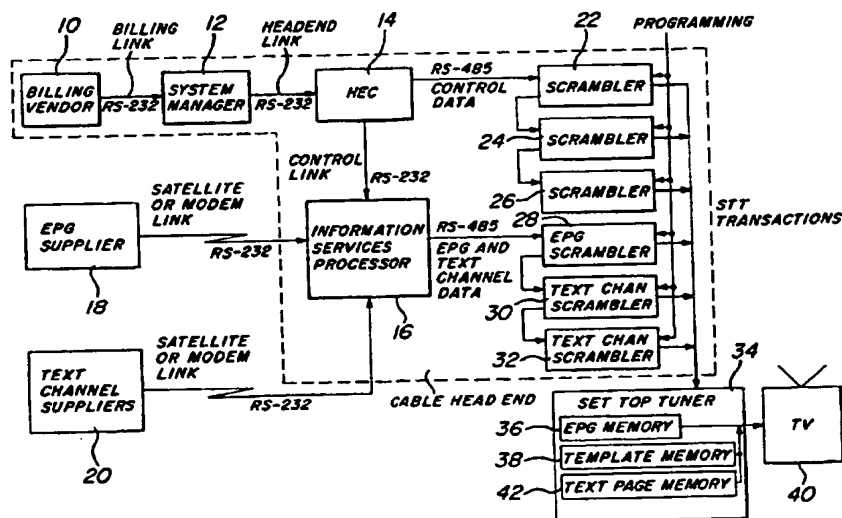 10
BILLING
LINK
12
HEADEND
LINK
14
22
PROGRAMMING
BILLING
VENDOR
RS-232
SYSTEM
MANAGER
RS-232
HEC
RS-485
CONTROL
DATA
SCRAMBLER
24
SCRAMBLER
26
SCRAMBLER
CONTROL
LINK
RS-232
28
STT
TRANSACTIONS
EPG
SUPPLIER
18
SATELLITE
OR MODEM
LINK
RS-232
INFORMATION
SERVICES
PROCESSOR
16
RS-485
EPG AND
TEXT
CHANNEL
DATA
EPG
SCRAMBLER
TEXT CHAN
SCRAMBLER
30
TEXT CHAN
SCRAMBLER
32
TEXT
CHANNEL
SUPPLIERS
20
SATELLITE
OR MODEM
LINK
RS-232
CABLE HEAD END
34
SET TOP TUNER
36
EPG MEMORY
38
TEMPLATE MEMORY
42
TEXT PAGE MEMORY
TV
40